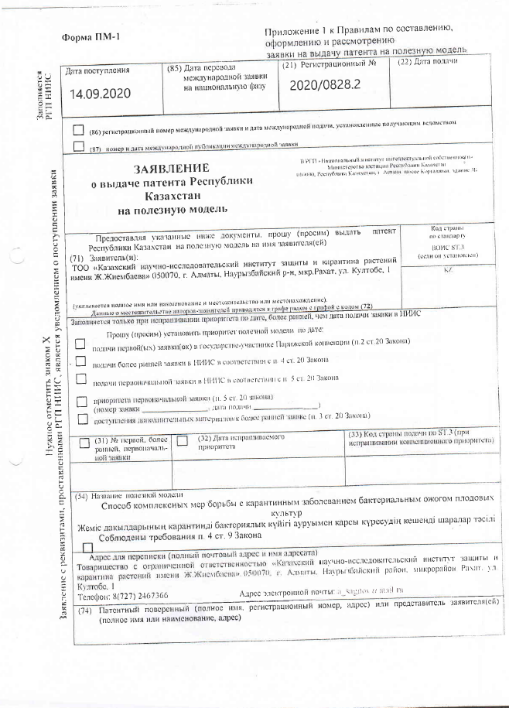 Форма ПМ-1
Приложение 1 к Правилам по составлению,
оформлению и рассмотрению
заявки на выдачу патента на полезную модель
Заполняется
РГП НИИС
Дата поступления
14.09.2020
(85) Дата перевода
международной заявки
на национальную фазу
(21) Регистрационный №
2020/0828.2
(22) Дата подачи
(86) регистрационный номер международной заявки и дата международной подачи, установленные получающим ведомством
(87) номер и дата международной публикации международной заявки
ЗАЯВЛЕНИЕ
о выдаче патента Республики
Казахстан
на полезную модель
В РГП «Национальный институт интеллектуальной собственности»
Министерства юстиции Республики Казахстан
Предоставляя указанные ниже документы, прошу (просим) выдать патент
Республики Казахстан на полезную модель на имя заявителя(ей)
(71) Заявитель(и):
ТОО «Казахский научно-исследовательский институт защиты и карантина растений
имени Ж.Жиембаева» 050070, г. Алматы, Наурызбайский р-н, мкр.Рахат, ул. Култобе, 1
Код страны
по стандарту
ВОИС ST.3
(если он установлен)
KZ
(указывается полное имя или наименование и местожительство или местонахождение).
Данные о местожительстве авторов-заявителей приводятся в графе рядом с графой с кодом (72)
Заполняется только при испрашивании приоритета по дате, более ранней, чем дата подачи заявки в НИИС
Прошу (просим) установить приоритет полезной модели по дате:
подачи первой(ых) заявки(ок) в государстве-участнике Парижской конвенции (п.2 ст.20 Закона)
подачи более ранней заявки в НИИС в соответствии с п. 4 ст. 20 Закона
подачи первоначальной заявки в НИИС в соответствии с п. 5 ст. 20 Закона
приоритета первоначальной заявки (п. 5 ст. 20 Закона)
(номер заявки ____________, дата подачи ____________)
поступления дополнительных материалов к более ранней заявке (п. 3 ст. 20 Закона)
(31) № первой, более
ранней, первоначаль-
ной заявки
(32) Дата испрашиваемого
приоритета
(33) Код страны подачи по ST.3 (при
испрашивании конвенционного приоритета)
(54) Название полезной модели
Способ комплексных мер борьбы с карантинным заболеванием бактериальным ожогом плодовых
культур
Жеміс дақылдарының карантинді бактериялық күйігі ауруымен қарсы күресудің кешенді шаралар тәсілі
Соблюдены требования п. 4 ст. 9 Закона
Адрес для переписки (полный почтовый адрес и имя адресата)
Товарищество с ограниченной ответственностью «Казахский научно-исследовательский институт защиты и
карантина растений имени Ж.Жиембаева» 050070, г. Алматы, Наурызбайский район, микрорайон Рахат, ул
Култобе, 1
Телефон: 8(727) 2467366 Адрес электронной почты:
(74) Патентный поверенный (полное имя, регистрационный номер, адрес) или представитель заявителя(ей)
(полное имя или наименование, адрес)
Нужное отметить знаком X
Заявление с реквизитами, проставленными РГП НИИС, является уведомлением о поступлении заявки